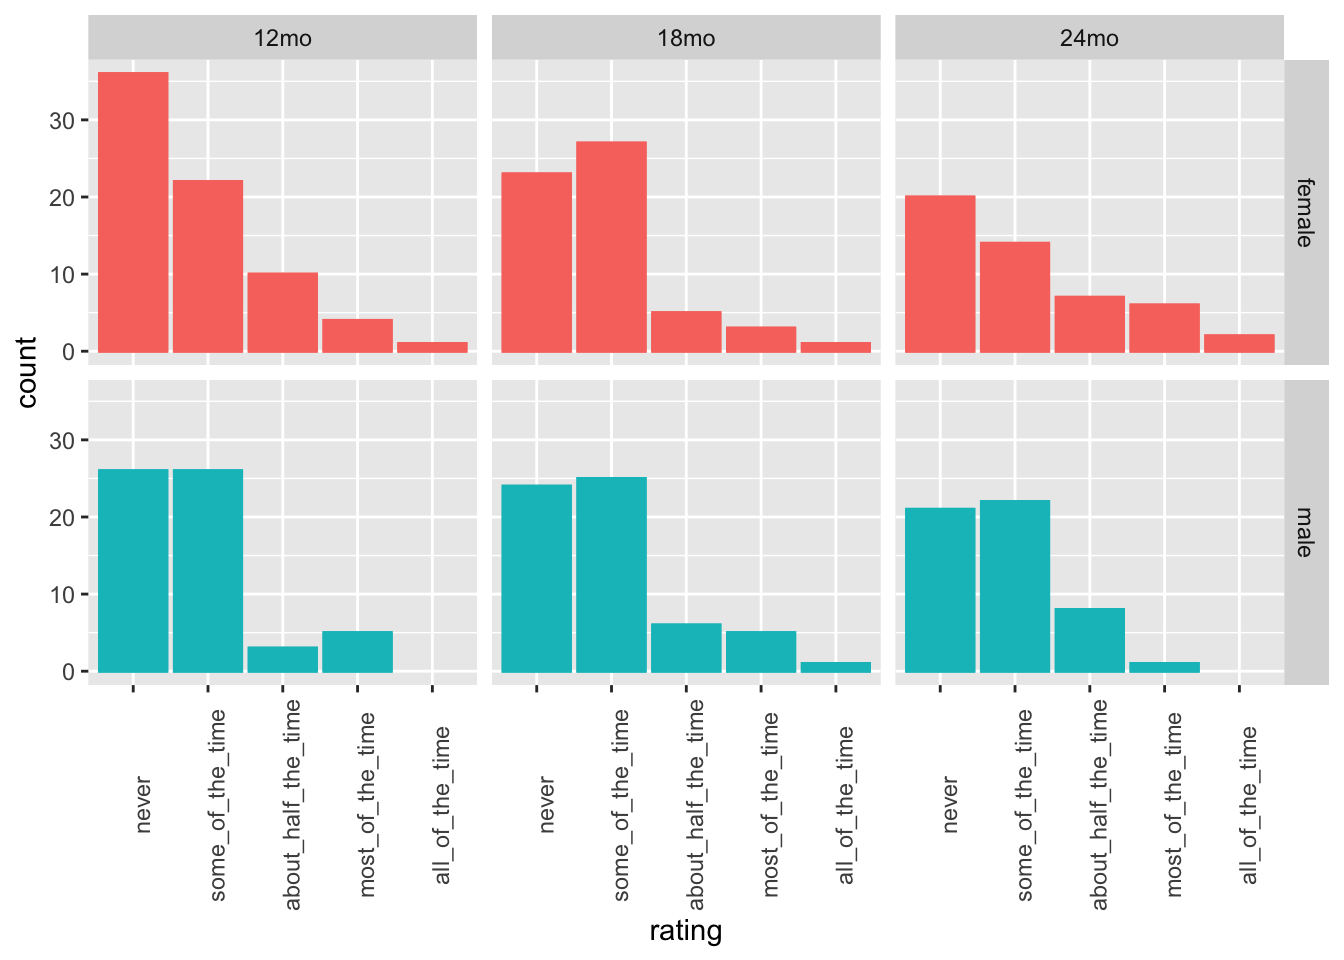 12mo 18mo 24mo
30
20
10
0
female
count
30
20
10
0
male
never some_of_the_time about_half_the_time most_of_the_time all_of_the_time never some_of_the_time about_half_the_time most_of_the_time all_of_the_time never some_of_the_time about_half_the_time most_of_the_time all_of_the_time
rating